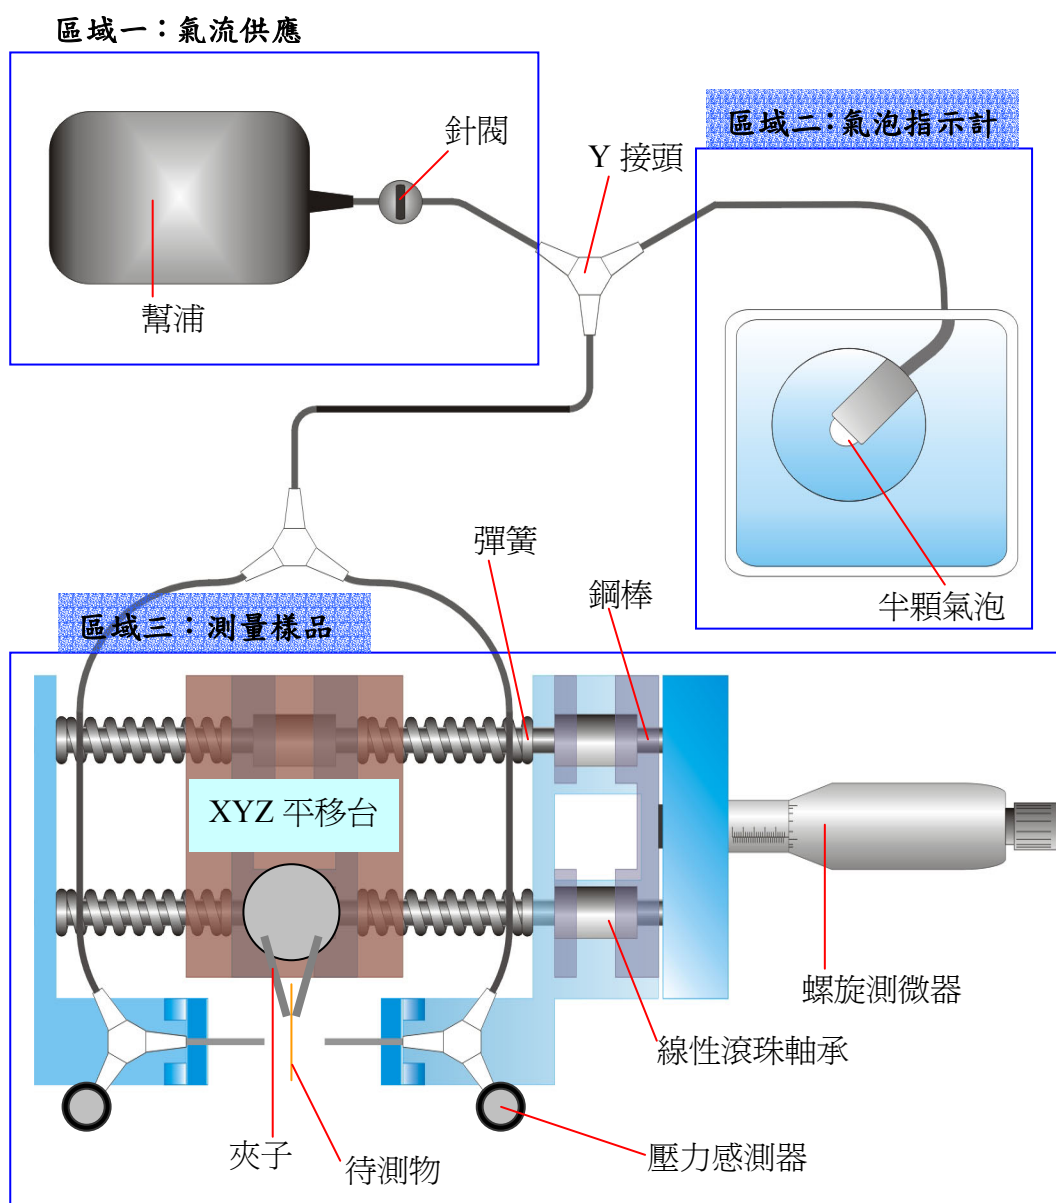 區域一：氣流供應
針閥
區域二：氣泡指示計
Y 接頭
幫浦
彈簧
鋼棒
半顆氣泡
區域三：測量樣品
XYZ 平移台
螺旋測微器
線性滾珠軸承
夾子
待測物
壓力感測器